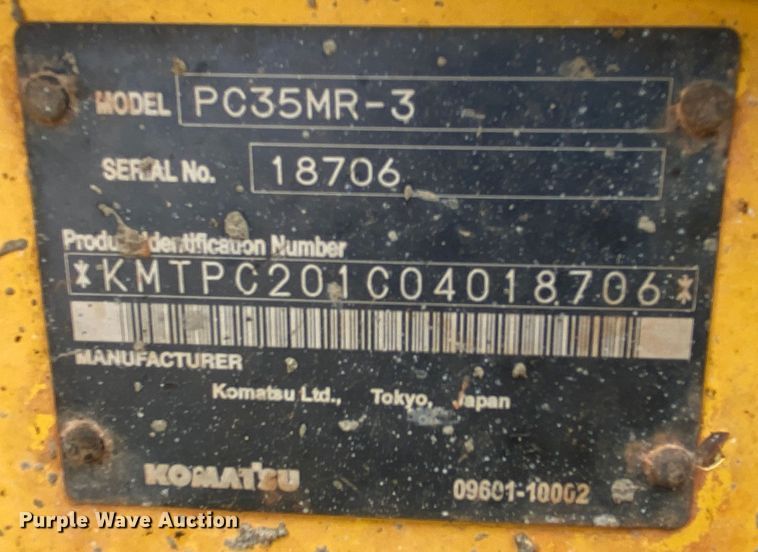 MODEL PC35MR-3
SERIAL No. 18706
Product Identification Number
*KMTPC201C04018706*
MANUFACTURER
Komatsu Ltd., Tokyo, Japan
KOMATSU 09601-10002
Purple Wave Auction